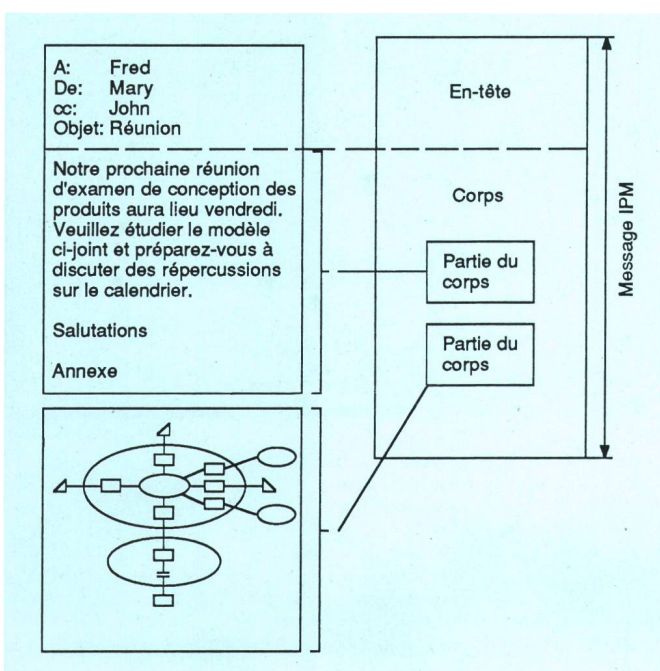 A: Fred
De: Mary
cc: John
Objet: Réunion
Notre prochaine réunion
d'examen de conception des
produits aura lieu vendredi.
Veuillez étudier le modèle
ci-joint et préparez-vous à
discuter des répercussions
sur le calendrier.
Salutations
Annexe
En-tête
Corps
Partie du
corps
Partie du
corps
Message IPM